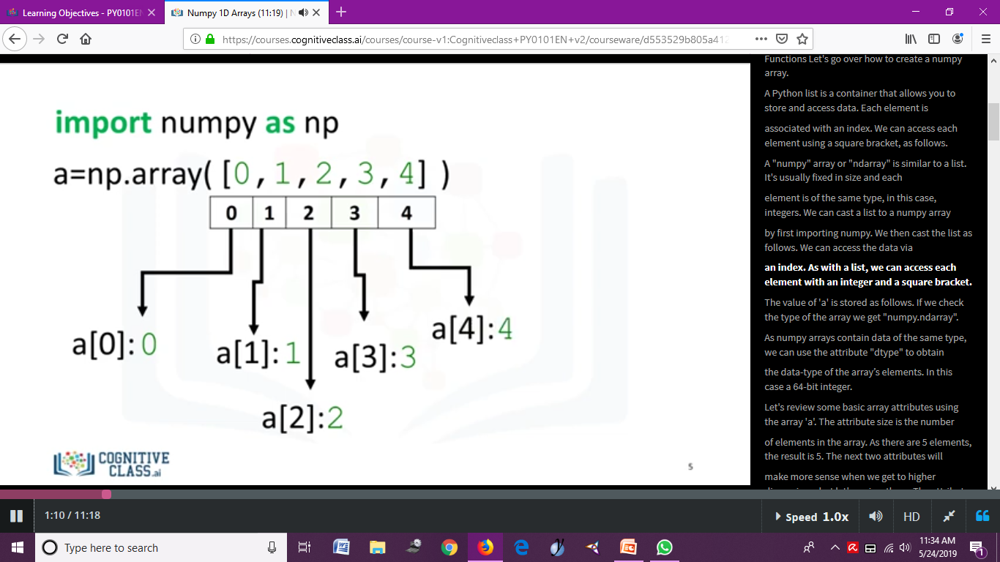 Learning Objectives - PY0101EN
Numpy 1D Arrays (11:19) | N
https://courses.cognitiveclass.ai/courses/course-v1:Cognitiveclass+PY0101EN+v2/courseware/d553529b805a412
import numpy as np
a=np.array( [0,1,2,3,4] )
0 1 2 3 4
a[0]:0
a[1]:1
a[2]:2
a[3]:3
a[4]:4
COGNITIVE
CLASS.ai
5
Functions Let's go over how to create a numpy
array.
A Python list is a container that allows you to
store and access data. Each element is
associated with an index. We can access each
element using a square bracket, as follows.
A "numpy" array or "ndarray" is similar to a list.
It's usually fixed in size and each
element is of the same type, in this case,
integers. We can cast a list to a numpy array
by first importing numpy. We then cast the list as
follows. We can access the data via
an index. As with a list, we can access each
element with an integer and a square bracket.
The value of 'a' is stored as follows. If we check
the type of the array we get "numpy.ndarray".
As numpy arrays contain data of the same type,
we can use the attribute "dtype" to obtain
the data-type of the array’s elements. In this
case a 64-bit integer.
Let's review some basic array attributes using
the array 'a'. The attribute size is the number
of elements in the array. As there are 5 elements,
the result is 5. The next two attributes will
make more sense when we get to higher
1:10 / 11:18
Speed 1.0x
HD
Type here to search
11:34 AM
5/24/2019
1